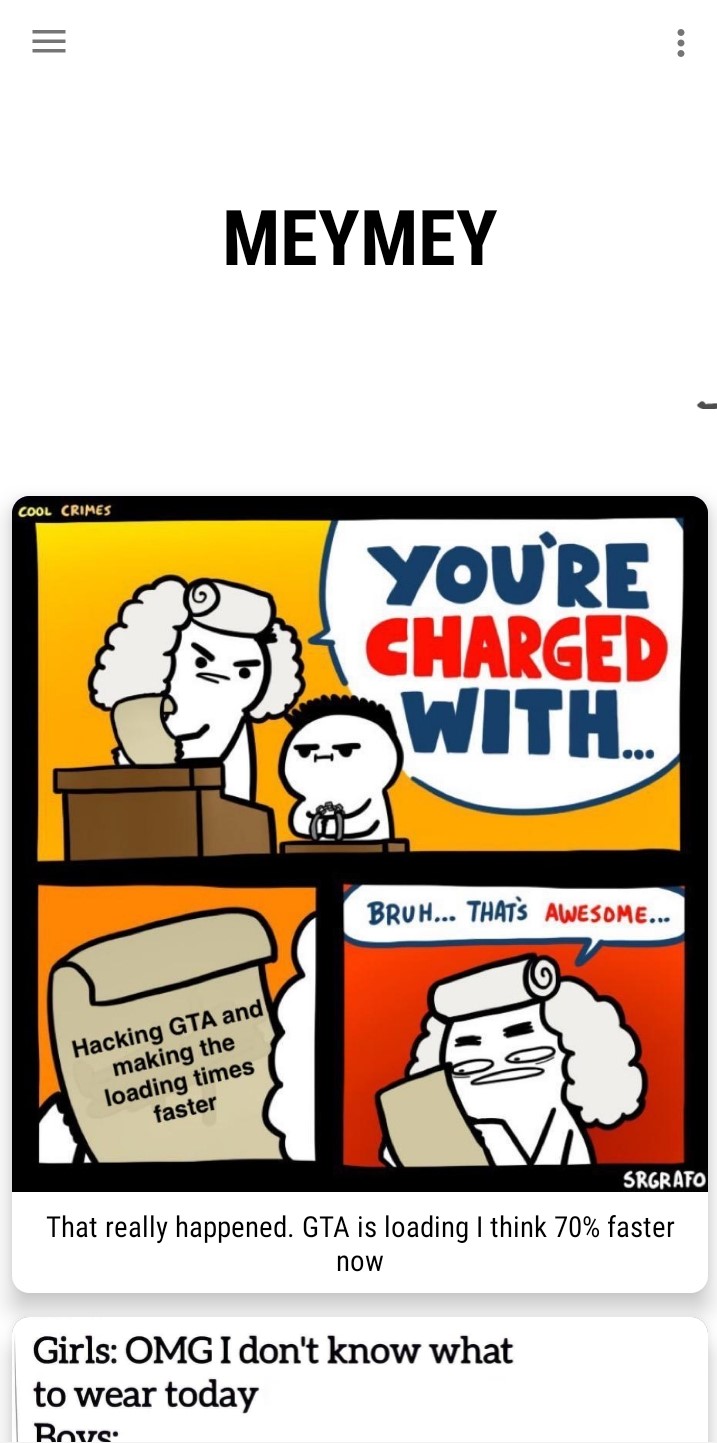 MEYMEY
COOL CRIMES
YOU'RE
CHARGED
WITH...
Hacking GTA and
making the
loading times
faster
BRUH... THAT'S AWESOME...
SRGRAFO
That really happened. GTA is loading I think 70% faster
now
Girls: OMG I don't know what
to wear today
Boys: